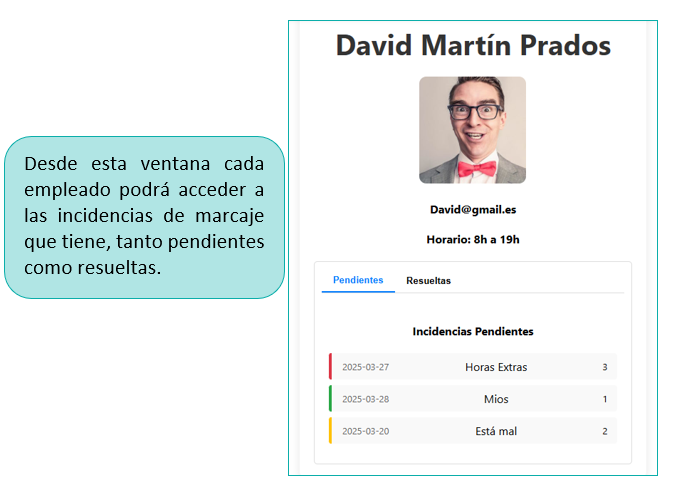 Desde esta ventana cada
empleado podrá acceder a
las incidencias de marcaje
que tiene, tanto pendientes
como resueltas.
David Martín Prados
David@gmail.es
Horario: 8h a 19h
Pendientes Resueltas
Incidencias Pendientes
2025-03-27 Horas Extras 3
2025-03-28 Mios 1
2025-03-20 Está mal 2